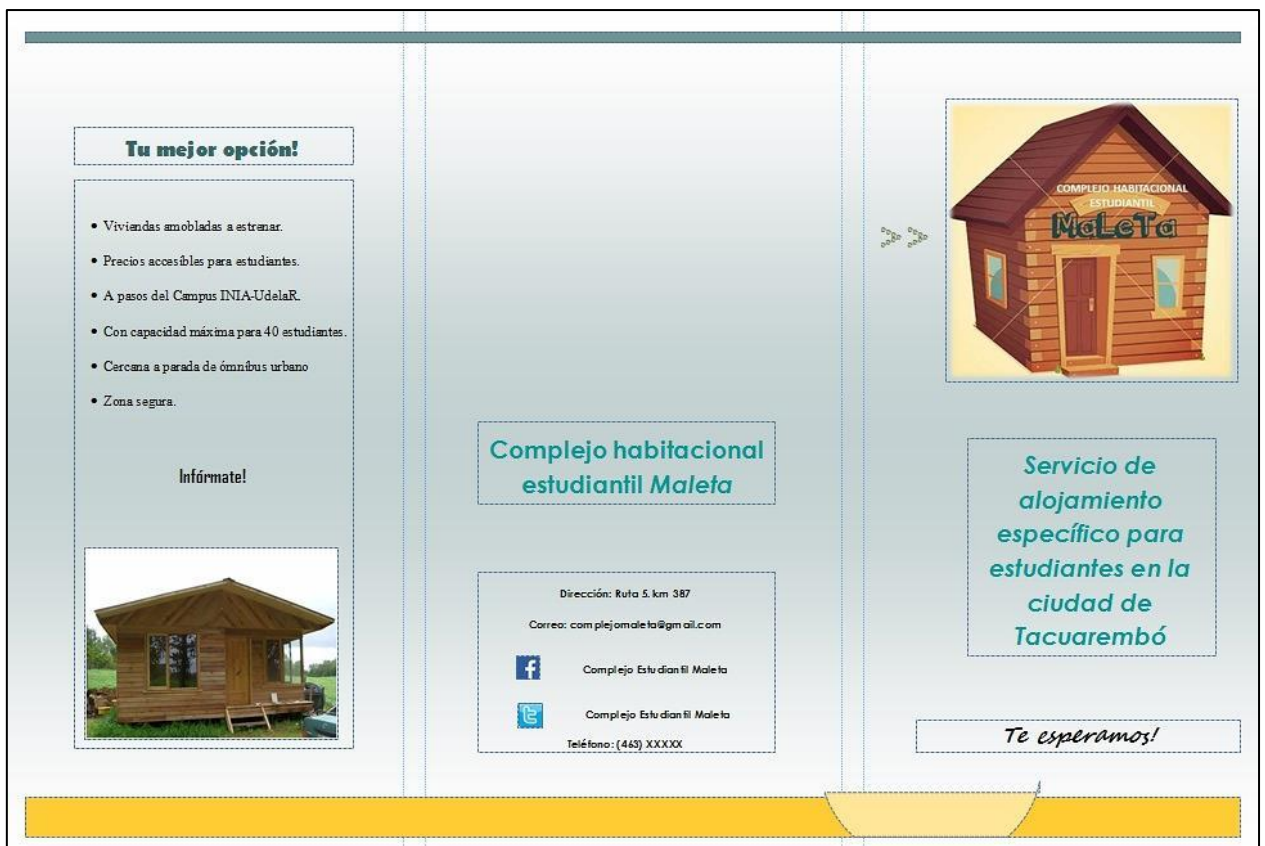 Tu mejor opción!
• Viviendas amobladas a estrenar.
• Precios accesibles para estudiantes.
• A pasos del Campus INIA-UdelaR.
• Con capacidad máxima para 40 estudiantes.
• Cercana a parada de ómnibus urbano
• Zona segura.
Infórmate!
Complejo habitacional
estudiantil Maleta
Dirección: Ruta 5. km 387
Correo: complejomaleta@gmail.com
Complejo Estudiantil Maleta
Complejo Estudiantil Maleta
Teléfono: (463) XXXXX
>>
COMPLEJO HABITACIONAL
ESTUDIANTIL
MaLeTa
Servicio de
alojamiento
específico para
estudiantes en la
ciudad de
Tacuarembó
Te esperamos!